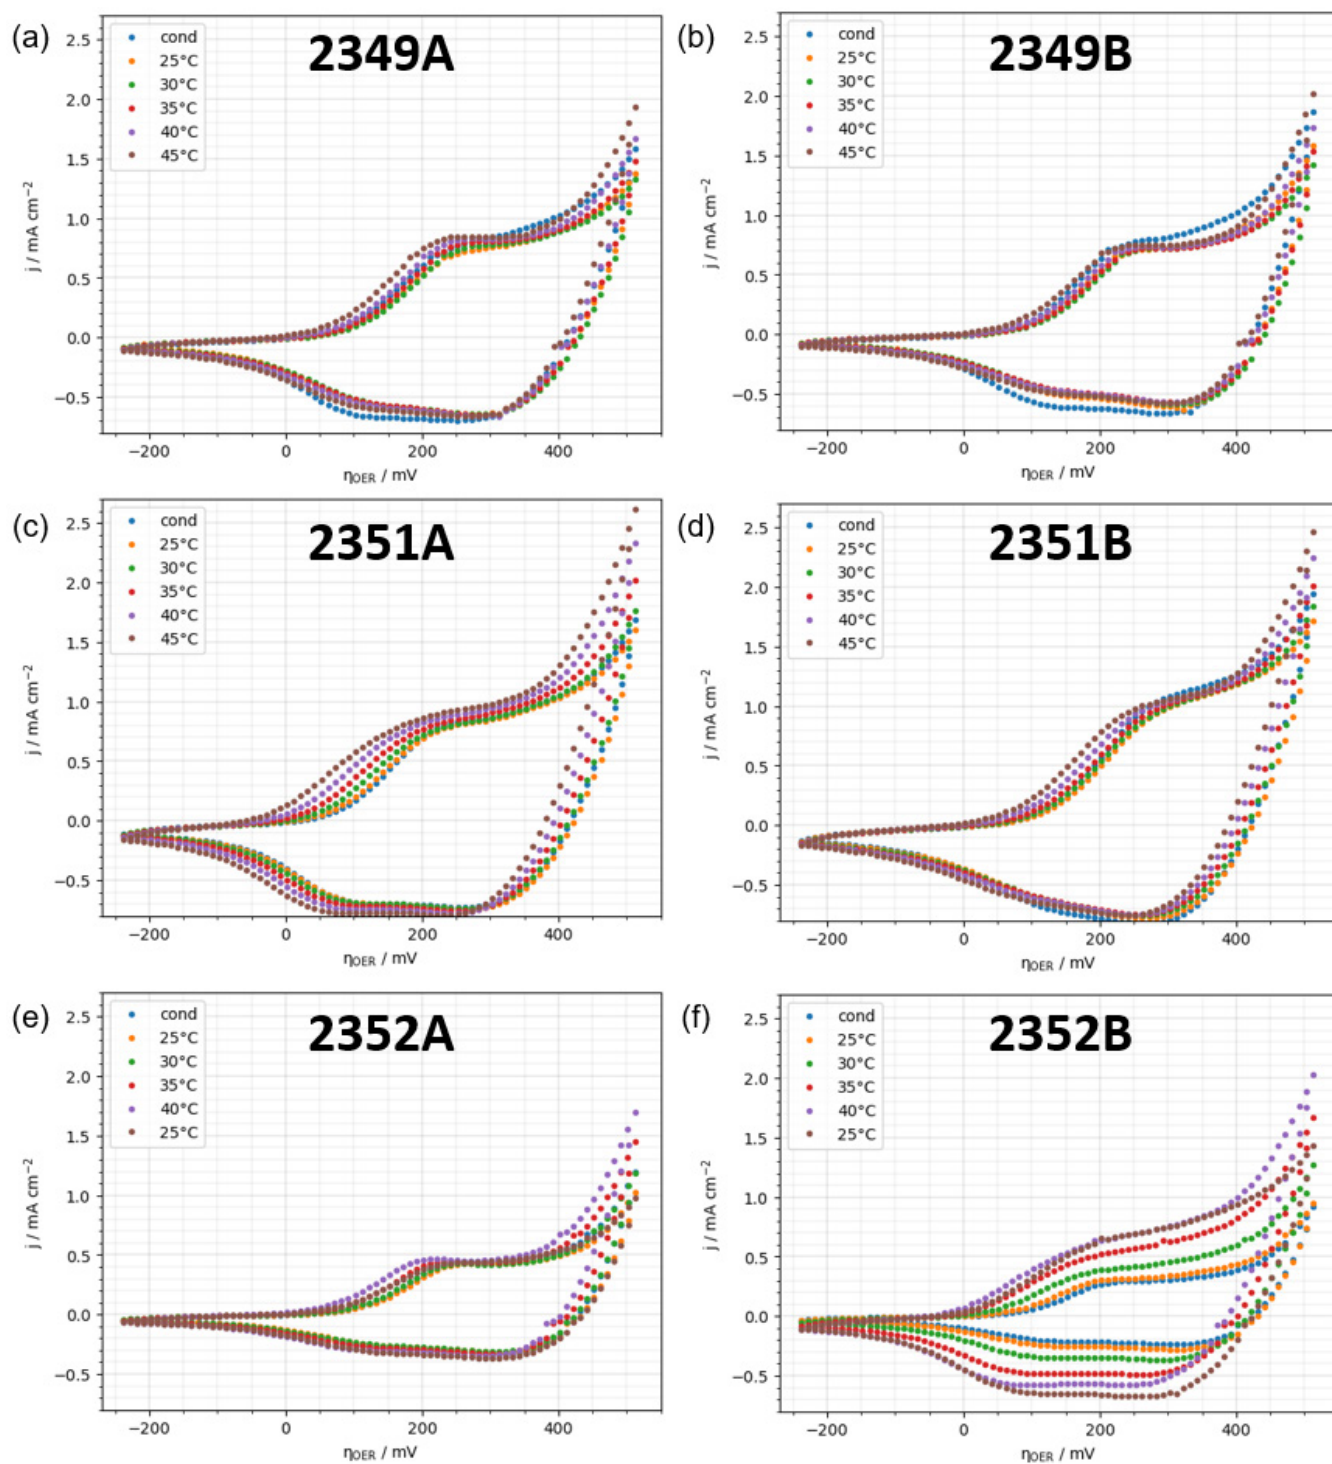 (a)
2349A
cond
25°C
30°C
35°C
40°C
45°C
2.5
2.0
1.5
1.0
0.5
0.0
−0.5
j / mA cm⁻²
−200
0
200
400
ηOER / mV
(b)
2349B
cond
25°C
30°C
35°C
40°C
45°C
2.5
2.0
1.5
1.0
0.5
0.0
−0.5
j / mA cm⁻²
−200
0
200
400
ηOER / mV
(c)
2351A
cond
25°C
30°C
35°C
40°C
45°C
2.5
2.0
1.5
1.0
0.5
0.0
−0.5
j / mA cm⁻²
−200
0
200
400
ηOER / mV
(d)
2351B
cond
25°C
30°C
35°C
40°C
45°C
2.5
2.0
1.5
1.0
0.5
0.0
−0.5
j / mA cm⁻²
−200
0
200
400
ηOER / mV
(e)
2352A
cond
25°C
30°C
35°C
40°C
25°C
2.5
2.0
1.5
1.0
0.5
0.0
−0.5
j / mA cm⁻²
−200
0
200
400
ηOER / mV
(f)
2352B
cond
25°C
30°C
35°C
40°C
25°C
2.5
2.0
1.5
1.0
0.5
0.0
−0.5
j / mA cm⁻²
−200
0
200
400
ηOER / mV